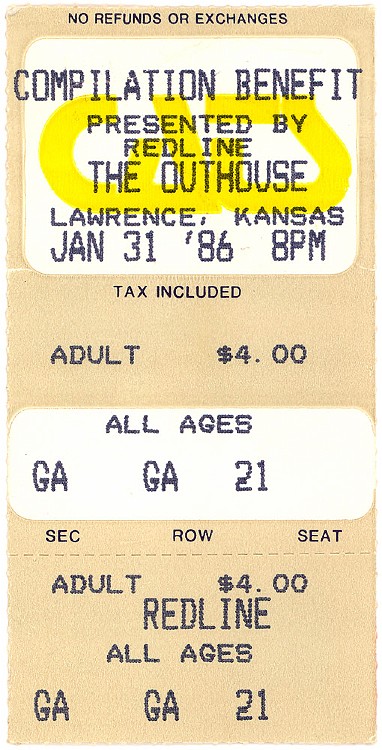 NO REFUNDS OR EXCHANGES
CATS
COMPILATION BENEFIT
PRESENTED BY
REDLINE
THE OUTHOUSE
LAWRENCE, KANSAS
JAN 31 '86 8PM
TAX INCLUDED
ADULT $4.00
ALL AGES
GA GA 21
SEC ROW SEAT
ADULT $4.00
REDLINE
ALL AGES
GA GA 21